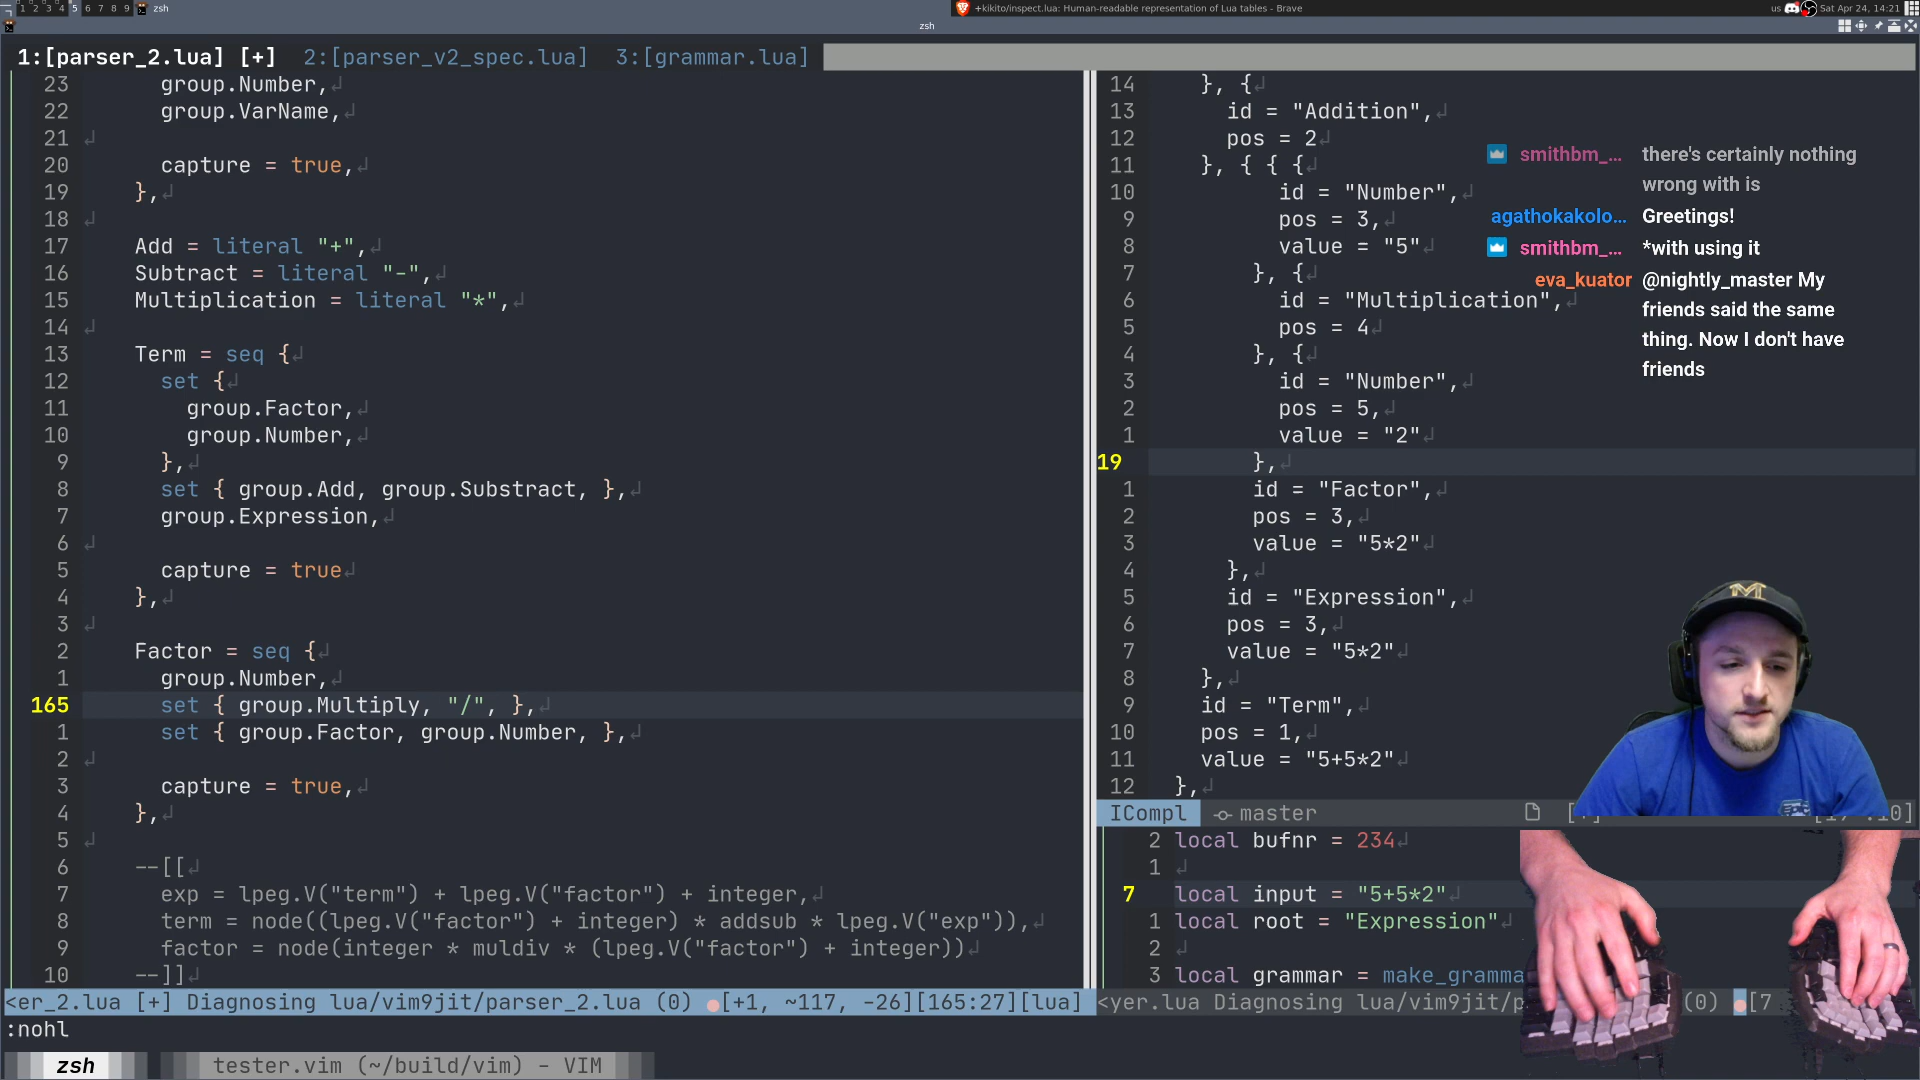 1 2 3 4 5 6 7 8 9 zsh
+kikito/inspect.lua: Human-readable representation of Lua tables - Brave
us
Sat Apr 24, 14:21
zsh
1:[parser_2.lua] [+] 2:[parser_v2_spec.lua] 3:[grammar.lua]
23 group.Number,
22 group.VarName,
21
20 capture = true,
19 },
18
17 Add = literal "+",
16 Subtract = literal "-",
15 Multiplication = literal "*",
14
13 Term = seq {
12 set {
11 group.Factor,
10 group.Number,
9 },
8 set { group.Add, group.Substract, },
7 group.Expression,
6
5 capture = true
4 },
3
2 Factor = seq {
1 group.Number,
165 set { group.Multiply, "/", },
1 set { group.Factor, group.Number, },
2
3 capture = true,
4 },
5
6 --[[
7 exp = lpeg.V("term") + lpeg.V("factor") + integer,
8 term = node((lpeg.V("factor") + integer) * addsub * lpeg.V("exp")),
9 factor = node(integer * muldiv * (lpeg.V("factor") + integer))
10 --]]
<er_2.lua [+] Diagnosing lua/vim9jit/parser_2.lua (0) [+1, ~117, -26][165:27][lua]
:nohl
zsh tester.vim (~/build/vim) - VIM
14 }, {
13 id = "Addition",
12 pos = 2
11 }, { { {
10 id = "Number",
9 pos = 3,
8 value = "5"
7 }, {
6 id = "Multiplication",
5 pos = 4
4 }, {
3 id = "Number",
2 pos = 5,
1 value = "2"
19 },
1 id = "Factor",
2 pos = 3,
3 value = "5*2"
4 },
5 id = "Expression",
6 pos = 3,
7 value = "5*2"
8 },
9 id = "Term",
10 pos = 1,
11 value = "5+5*2"
12 },
ICompl master
2 local bufnr = 234
1
7 local input = "5+5*2"
1 local root = "Expression"
2
3 local grammar = make_gramma
<yer.lua Diagnosing lua/vim9jit/p (0) [7
smithbm_… there's certainly nothing
wrong with is
agathokakolo… Greetings!
smithbm_… *with using it
eva_kuator @nightly_master My
friends said the same
thing. Now I don't have
friends